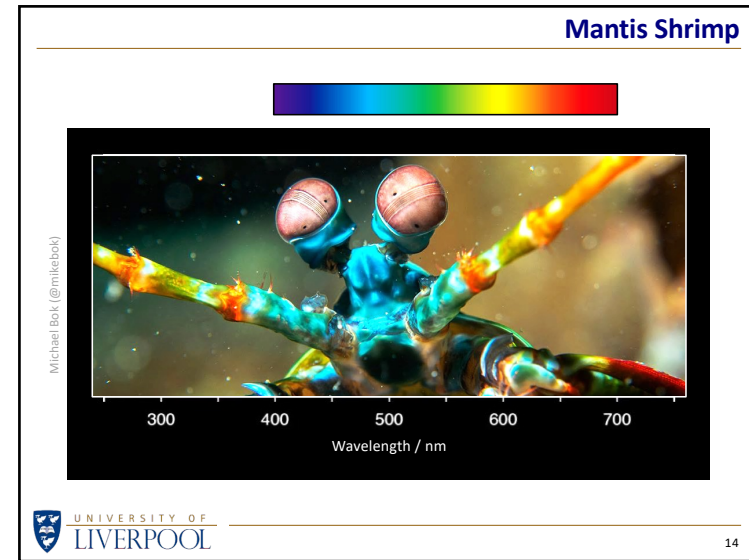 Mantis Shrimp
Michael Bok (@mikebok)
300 400 500 600 700
Wavelength / nm
UNIVERSITY OF
LIVERPOOL
14